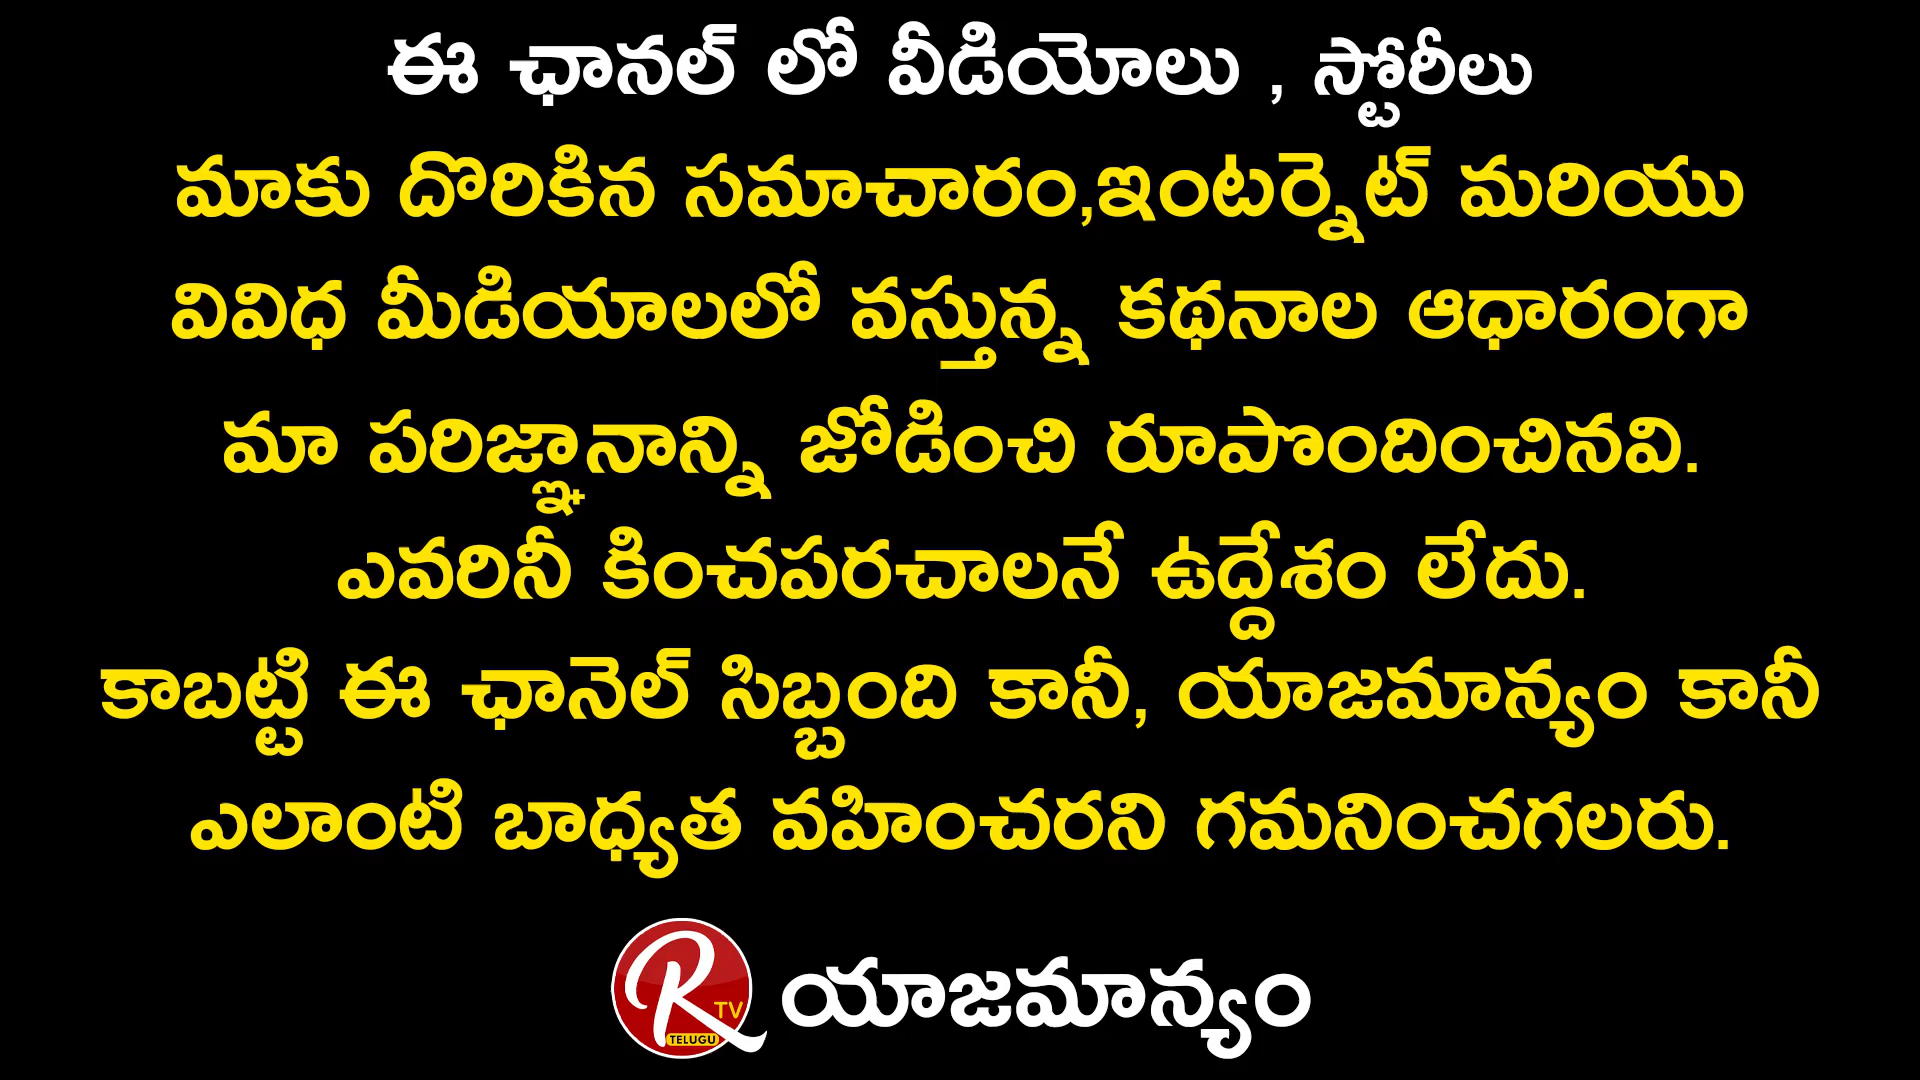 ఈ ఛానల్ లో వీడియోలు , స్టోరీలు
మాకు దొరికిన సమాచారం,ఇంటర్నెట్ మరియు
వివిధ మీడియాలలో వస్తున్న కథనాల ఆధారంగా
మా పరిజ్ఞానాన్ని జోడించి రూపొందించినవి.
ఎవరినీ కించపరచాలనే ఉద్దేశం లేదు.
కాబట్టి ఈ ఛానెల్ సిబ్బంది కానీ, యాజమాన్యం కానీ
ఎలాంటి బాధ్యత వహించరని గమనించగలరు.
R TV TELUGU యాజమాన్యం